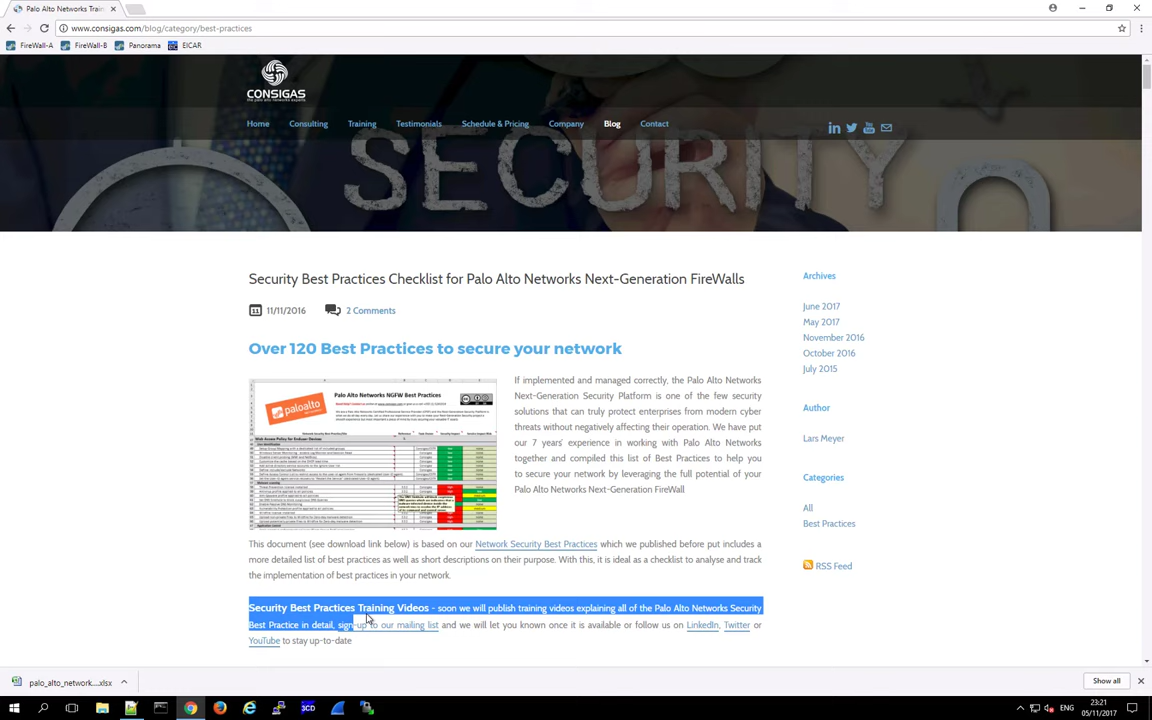 Palo Alto Networks Train
www.consigas.com/blog/category/best-practices
FireWall-A
FireWall-B
Panorama
EICAR
CONSIGAS
the palo alto networks experts
Home
Consulting
Training
Testimonials
Schedule & Pricing
Company
Blog
Contact
SECURITY
Security Best Practices Checklist for Palo Alto Networks Next-Generation FireWalls
11/11/2016
2 Comments
Over 120 Best Practices to secure your network
paloalto
Palo Alto Networks NGFW Best Practices
If implemented and managed correctly, the Palo Alto Networks
Next-Generation Security Platform is one of the few security
solutions that can truly protect enterprises from modern cyber
threats without negatively affecting their operation. We have put
our 7 years' experience in working with Palo Alto Networks
together and compiled this list of Best Practices to help you
to secure your network by leveraging the full potential of your
Palo Alto Networks Next-Generation FireWall
This document (see download link below) is based on our Network Security Best Practices which we published before put includes a
more detailed list of best practices as well as short descriptions on their purpose. With this, it is ideal as a checklist to analyse and track
the implementation of best practices in your network.
Security Best Practices Training Videos - soon we will publish training videos explaining all of the Palo Alto Networks Security
Best Practice in detail, sign-up to our mailing list and we will let you known once it is available or follow us on LinkedIn, Twitter or
YouTube to stay up-to-date
Archives
June 2017
May 2017
November 2016
October 2016
July 2015
Author
Lars Meyer
Categories
All
Best Practices
RSS Feed
palo_alto_network....xlsx
Show all
ENG
23:21
05/11/2017